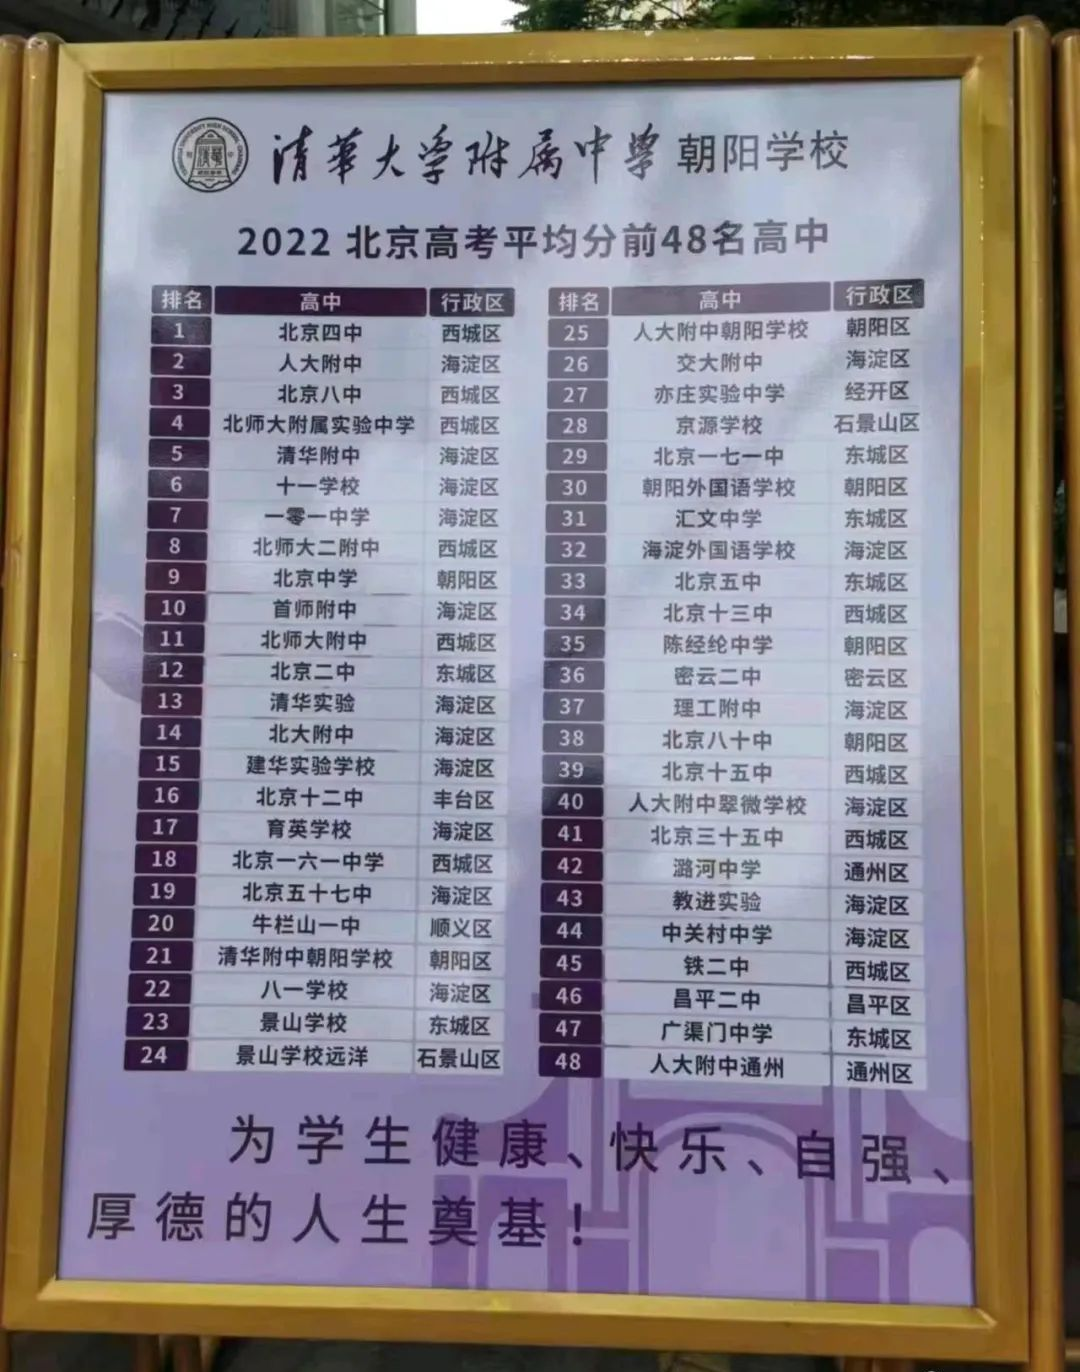 清华大学附属中学 朝阳学校
2022 北京高考平均分前48名高中
排名 高中 行政区
1 北京四中 西城区
2 人大附中 海淀区
3 北京八中 西城区
4 北师大附属实验中学 西城区
5 清华附中 海淀区
6 十一学校 海淀区
7 一零一中学 海淀区
8 北师大二附中 西城区
9 北京中学 朝阳区
10 首师附中 海淀区
11 北师大附中 西城区
12 北京二中 东城区
13 清华实验 海淀区
14 北大附中 海淀区
15 建华实验学校 海淀区
16 北京十二中 丰台区
17 育英学校 海淀区
18 北京一六一中学 西城区
19 北京五十七中 海淀区
20 牛栏山一中 顺义区
21 清华附中朝阳学校 朝阳区
22 八一学校 海淀区
23 景山学校 东城区
24 景山学校远洋 石景山区
排名 高中 行政区
25 人大附中朝阳学校 朝阳区
26 交大附中 海淀区
27 亦庄实验中学 经开区
28 京源学校 石景山区
29 北京一七一中 东城区
30 朝阳外国语学校 朝阳区
31 汇文中学 东城区
32 海淀外国语学校 海淀区
33 北京五中 东城区
34 北京十三中 西城区
35 陈经纶中学 朝阳区
36 密云二中 密云区
37 理工附中 海淀区
38 北京八十中 朝阳区
39 北京十五中 西城区
40 人大附中翠微学校 海淀区
41 北京三十五中 西城区
42 潞河中学 通州区
43 教进实验 海淀区
44 中关村中学 海淀区
45 铁二中 西城区
46 昌平二中 昌平区
47 广渠门中学 东城区
48 人大附中通州 通州区
为学生健康、快乐、自强、
厚德的人生奠基！